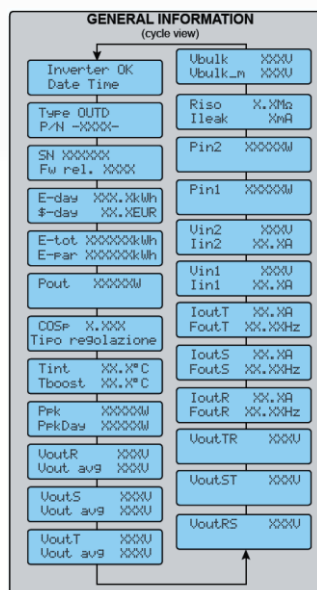 GENERAL INFORMATION
(cycle view)
Inverter OK
Date Time
Type OUTD
P/N -XXXX-
SN XXXXXX
Fw rel. XXXX
E-day XXX.XkWh
$-day XX.XEUR
E-tot XXXXXXkWh
E-par XXXXXXkWh
Pout XXXXXW
COSφ X.XXX
Tipo regolazione
Tint XX.X°C
Tboost XX.X°C
Ppk XXXXXW
PpkDay XXXXXW
VoutR XXXV
Vout avg XXXV
VoutS XXXV
Vout avg XXXV
VoutT XXXV
Vout avg XXXV
Vbulk XXXV
Vbulk_m XXXV
Riso X.XMΩ
Ileak XmA
Pin2 XXXXXW
Pin1 XXXXXW
Vin2 XXXV
Iin2 XX.XA
Vin1 XXXV
Iin1 XX.XA
IoutT XX.XA
FoutT XX.XXHz
IoutS XX.XA
FoutS XX.XXHz
IoutR XX.XA
FoutR XX.XXHz
VoutTR XXXV
VoutST XXXV
VoutRS XXXV